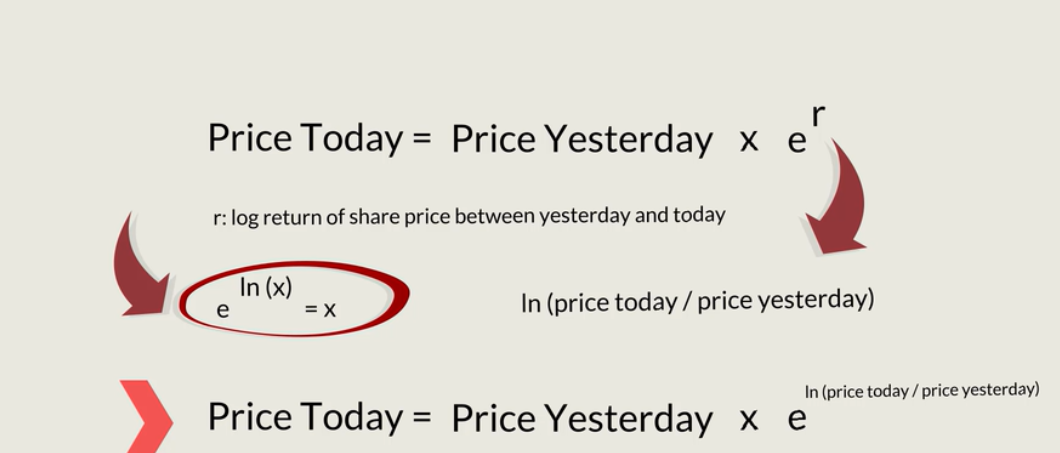 Price Today = Price Yesterday x e^r
r: log return of share price between yesterday and today
e^ln (x) = x
ln (price today / price yesterday)
Price Today = Price Yesterday x e^ln (price today / price yesterday)